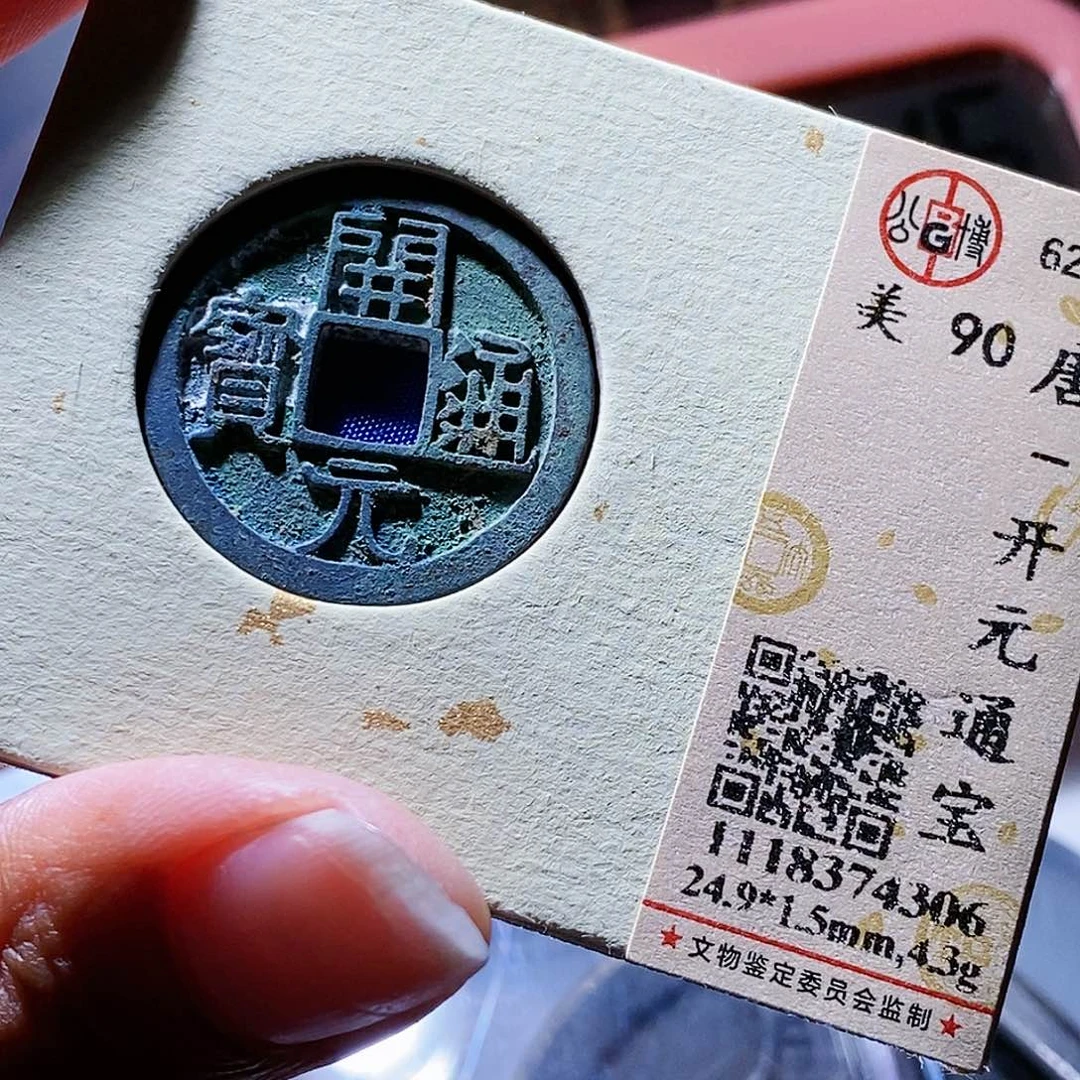 開
通
元
寶
公博
62
美 90
唐一开元通宝
1118374306
24.9*1.5mm,4.3g
★文物鉴定委员会监制★